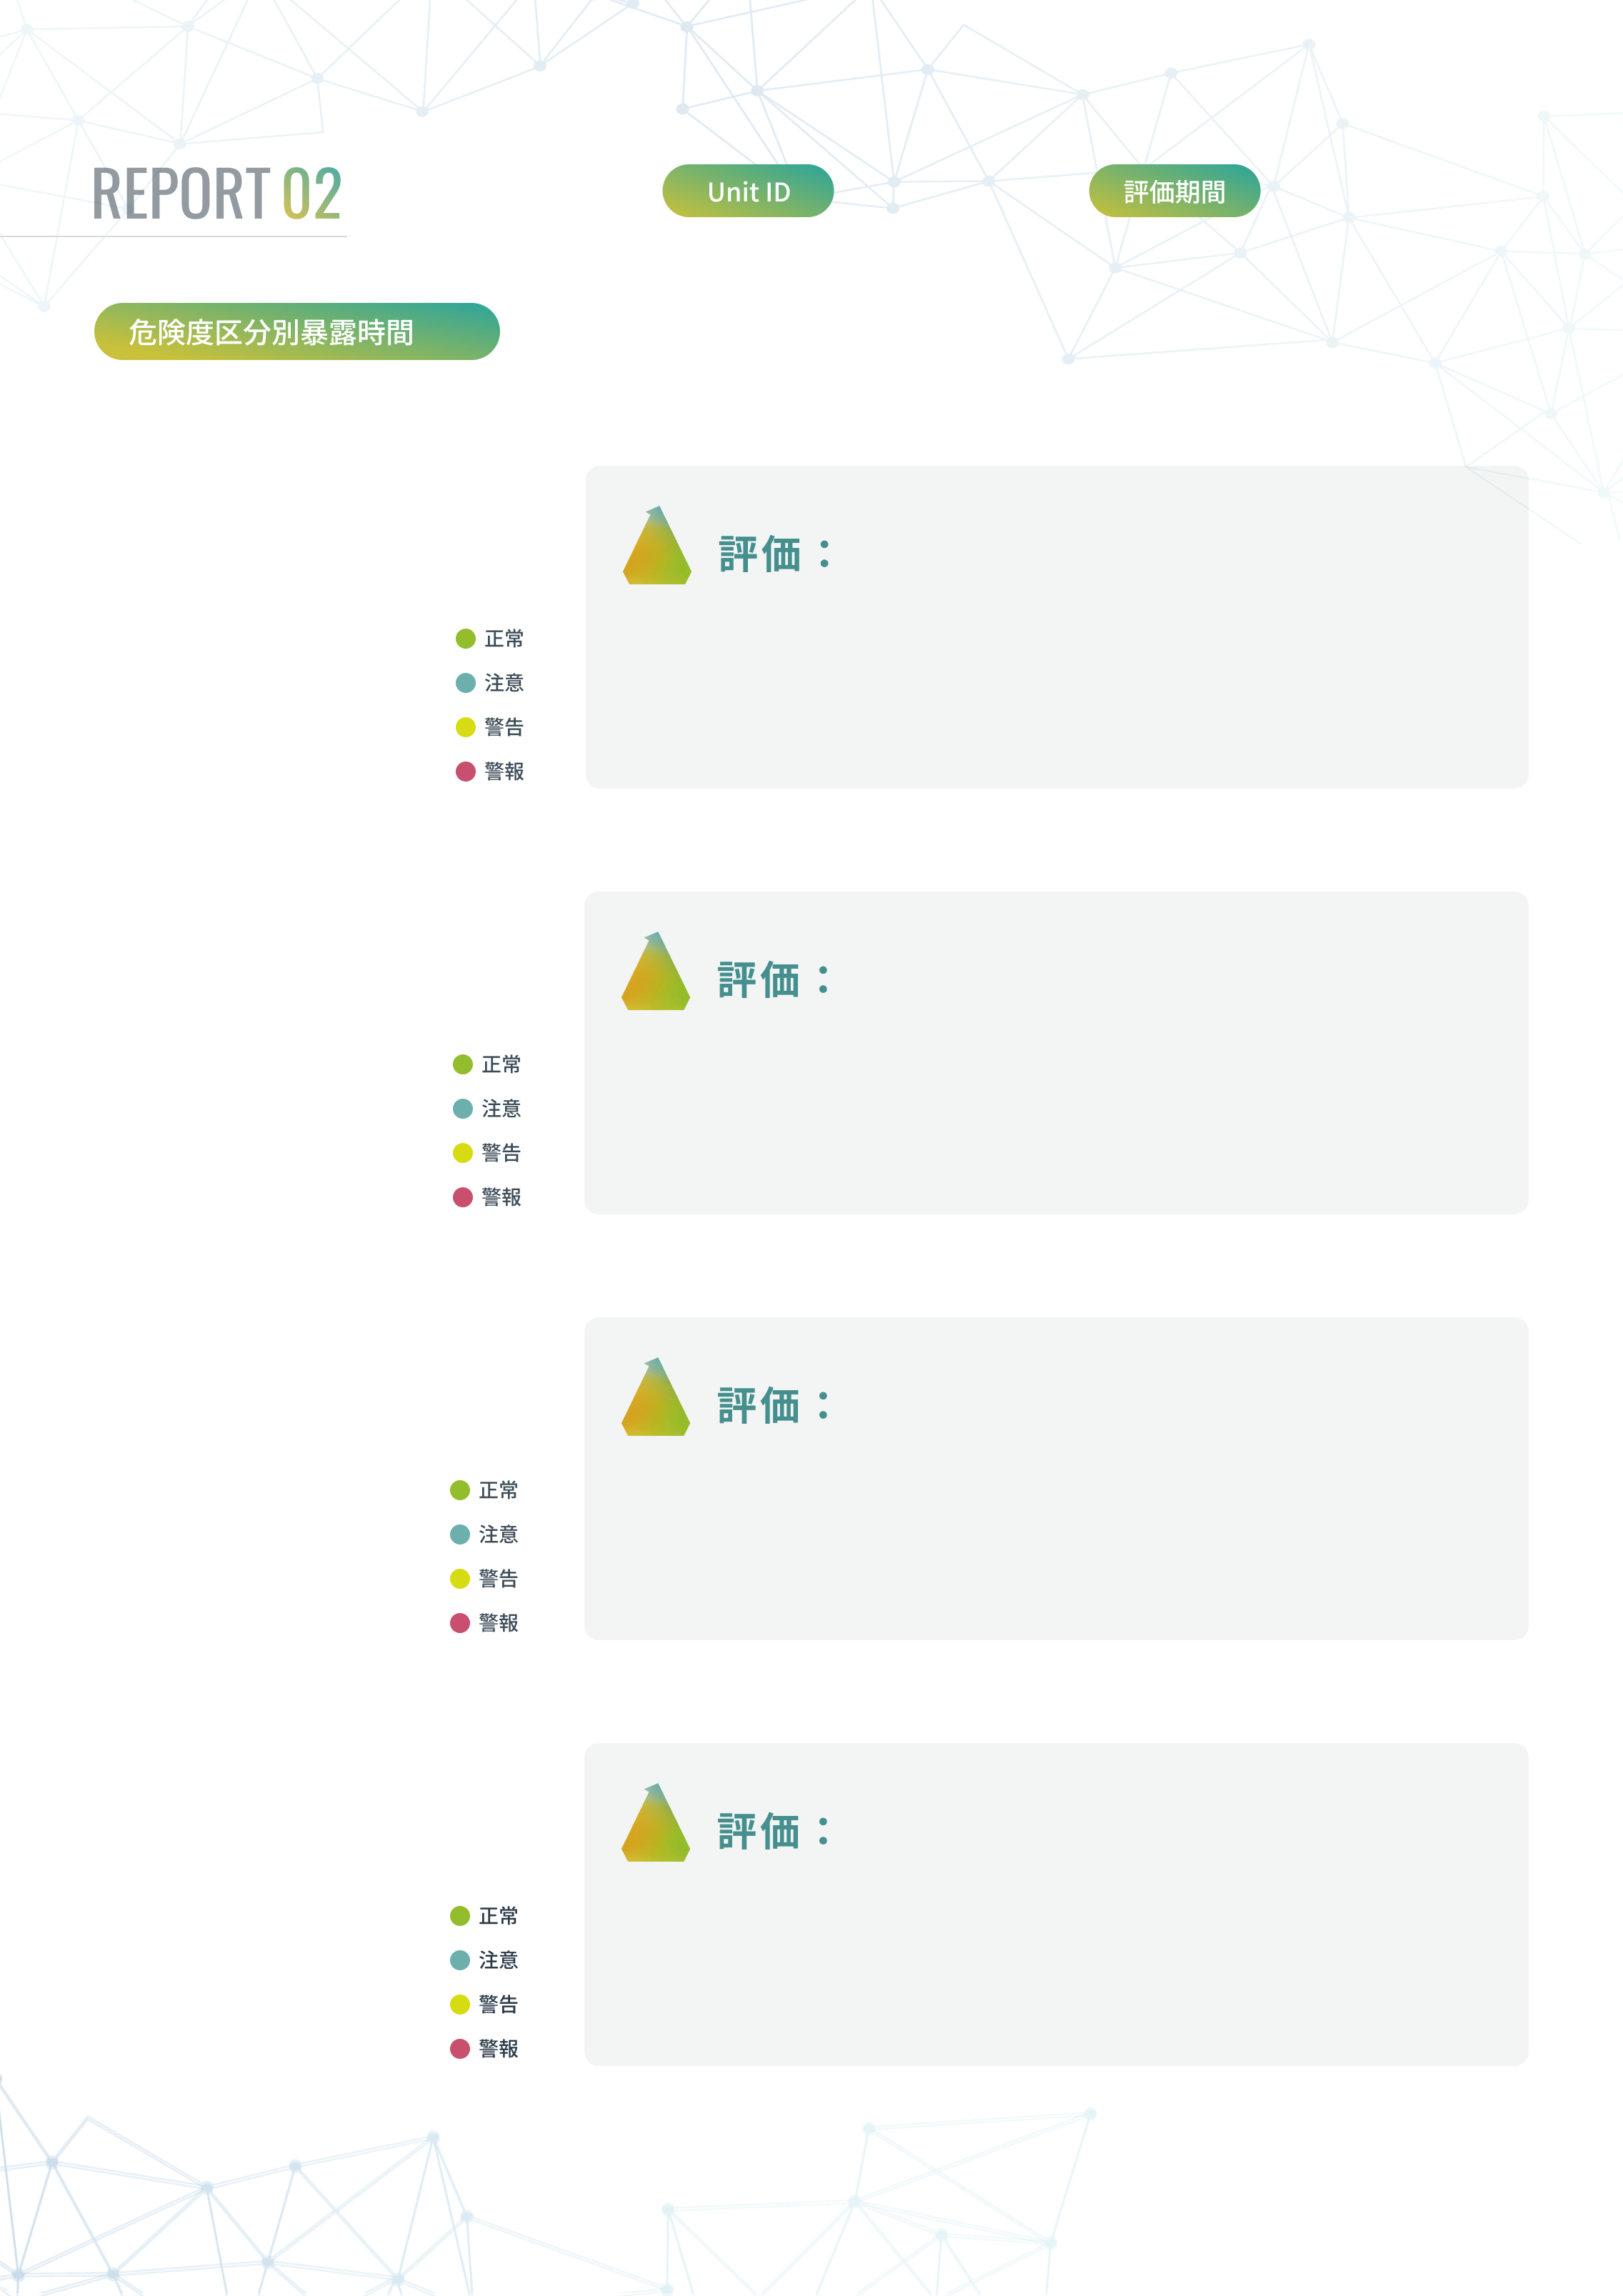 REPORT 02
Unit ID
評価期間
危険度区分別暴露時間
評価：
正常
注意
警告
警報
評価：
正常
注意
警告
警報
評価：
正常
注意
警告
警報
評価：
正常
注意
警告
警報